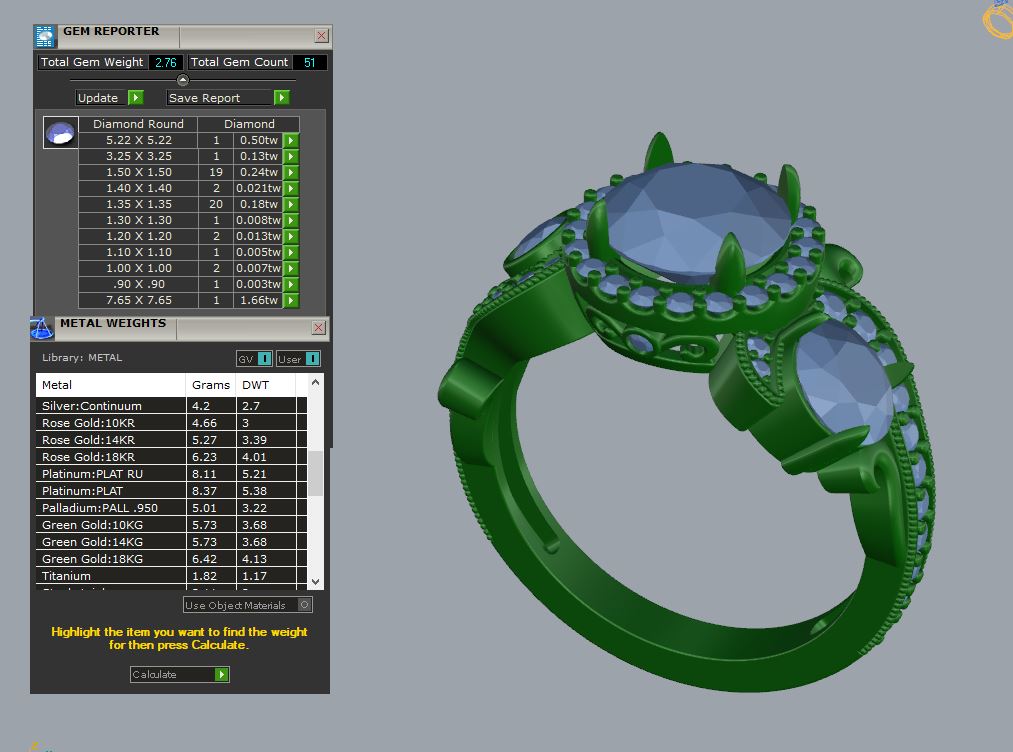 GEM REPORTER
Total Gem Weight 2.76 Total Gem Count 51
Update Save Report
Diamond Round Diamond
5.22 X 5.22 1 0.50tw
3.25 X 3.25 1 0.13tw
1.50 X 1.50 19 0.24tw
1.40 X 1.40 2 0.021tw
1.35 X 1.35 20 0.18tw
1.30 X 1.30 1 0.008tw
1.20 X 1.20 2 0.013tw
1.10 X 1.10 1 0.005tw
1.00 X 1.00 2 0.007tw
.90 X .90 1 0.003tw
7.65 X 7.65 1 1.66tw
METAL WEIGHTS
Library: METAL GV User
Metal Grams DWT
Silver:Continuum 4.2 2.7
Rose Gold:10KR 4.66 3
Rose Gold:14KR 5.27 3.39
Rose Gold:18KR 6.23 4.01
Platinum:PLAT RU 8.11 5.21
Platinum:PLAT 8.37 5.38
Palladium:PALL .950 5.01 3.22
Green Gold:10KG 5.73 3.68
Green Gold:14KG 5.73 3.68
Green Gold:18KG 6.42 4.13
Titanium 1.82 1.17
Use Object Materials
Highlight the item you want to find the weight
for then press Calculate.
Calculate